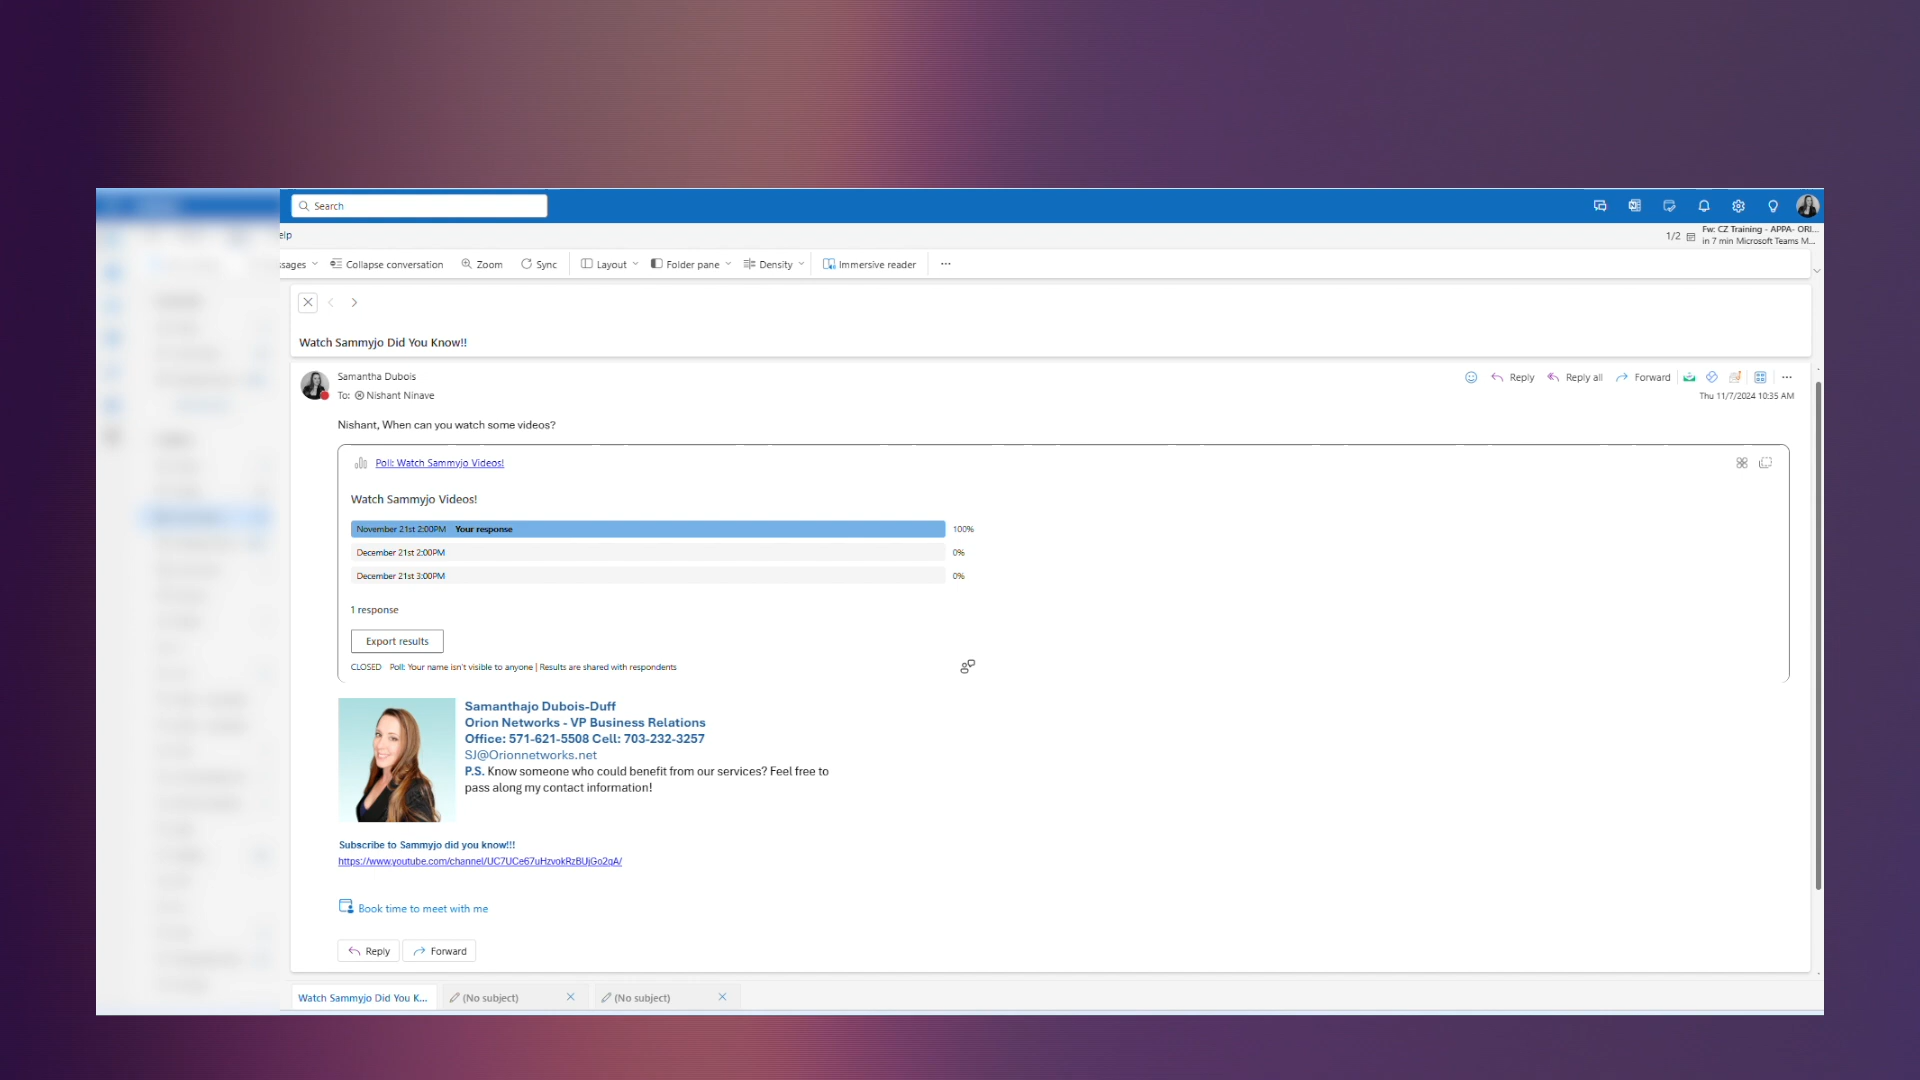 Search
elp
1/2
Fw: CZ Training - APPA- ORI...
in 7 min Microsoft Teams M...
ssages
Collapse conversation
Zoom
Sync
Layout
Folder pane
Density
Immersive reader
Watch Sammyjo Did You Know!!
Samantha Dubois
To: Nishant Ninave
Reply
Reply all
Forward
Thu 11/7/2024 10:35 AM
Nishant, When can you watch some videos?
Poll: Watch Sammyjo Videos!
Watch Sammyjo Videos!
November 21st 2:00PM Your response 100%
December 21st 2:00PM 0%
December 21st 3:00PM 0%
1 response
Export results
CLOSED Poll: Your name isn't visible to anyone | Results are shared with respondents
Samanthajo Dubois-Duff
Orion Networks - VP Business Relations
Office: 571-621-5508 Cell: 703-232-3257
SJ@Orionnetworks.net
P.S. Know someone who could benefit from our services? Feel free to
pass along my contact information!
Subscribe to Sammyjo did you know!!!
https://www.youtube.com/channel/UC7UCe67uHzvokRzBUjGo2qA/
Book time to meet with me
Reply
Forward
Watch Sammyjo Did You K...
(No subject)
(No subject)